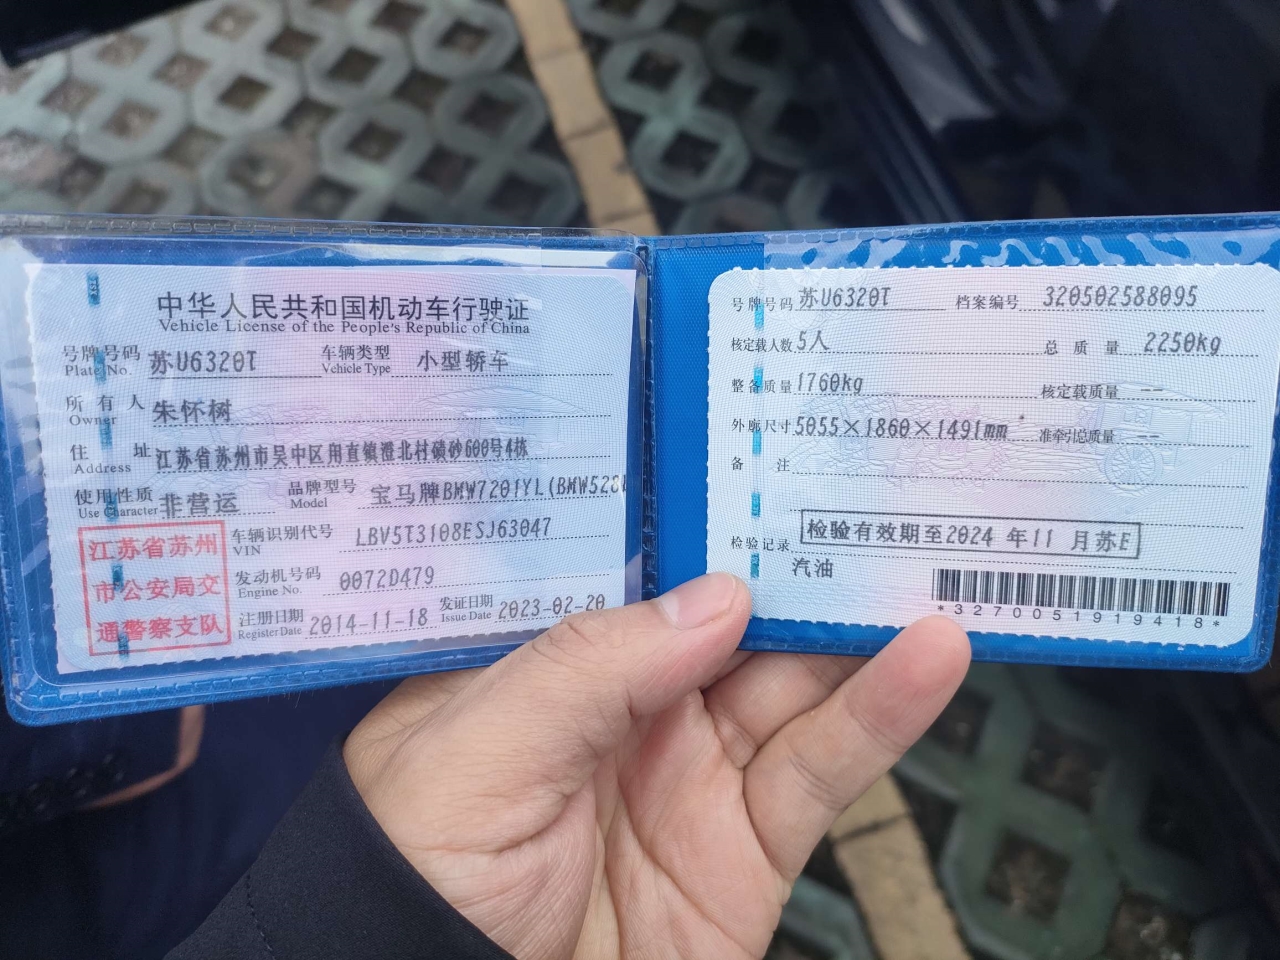 中华人民共和国机动车行驶证
Vehicle License of the People's Republic of China
号牌号码 苏U6320T 车辆类型 小型轿车
Plate No. Vehicle Type
所有人 朱怀树
Owner
住址 江苏省苏州市吴中区甪直镇澄北村碛砂600号4栋
Address
使用性质 非营运 品牌型号 宝马牌BMW7201YL(BMW528
Use Character Model
江苏省苏州
市公安局交
通警察支队
车辆识别代号 LBV5T3108ESJ63047
VIN
发动机号码 0072D479
Engine No.
注册日期 2014-11-18 发证日期 2023-02-20
Register Date Issue Date
号牌号码 苏U6320T 档案编号 320502588095
核定载人数 5人 总质量 2250kg
整备质量 1760kg 核定载质量 --
外廓尺寸 5055×1860×1491mm 准牵引总质量 --
备注
检验记录 检验有效期至2024年11月苏E
汽油
*3270051919418*